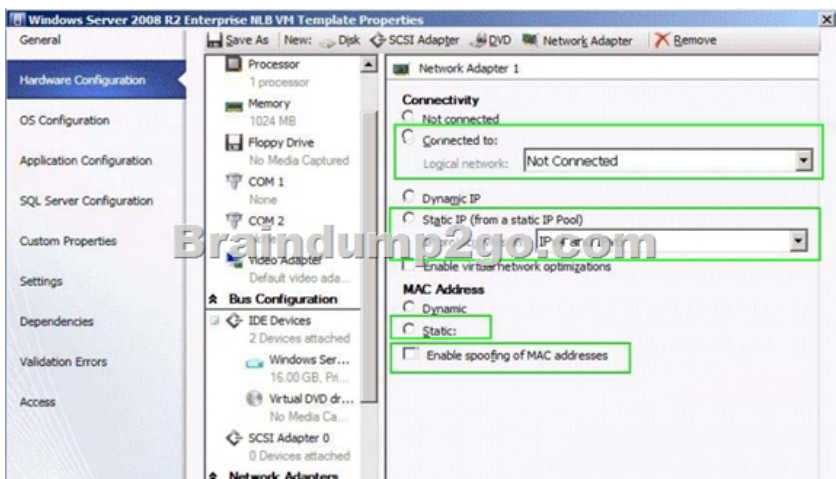 Windows Server 2008 R2 Enterprise NLB VM Template Properties
General
Hardware Configuration
OS Configuration
Application Configuration
SQL Server Configuration
Custom Properties
Settings
Dependencies
Validation Errors
Access
Save As New: Disk SCSI Adapter DVD Network Adapter Remove
Processor
1 processor
Memory
1024 MB
Floppy Drive
No Media Captured
COM 1
None
COM 2
Video Adapter
Default video ada...
Bus Configuration
IDE Devices
2 Devices attached
Windows Ser...
16.00 GB, Pri...
Virtual DVD dr...
No Media Ca...
SCSI Adapter 0
0 Devices attached
Network Adapters
Network Adapter 1
Connectivity
Not connected
Connected to:
Logical network: Not Connected
Dynamic IP
Static IP (from a static IP Pool)
Enable virtual network optimizations
MAC Address
Dynamic
Static:
Enable spoofing of MAC addresses
Braindump2go.com